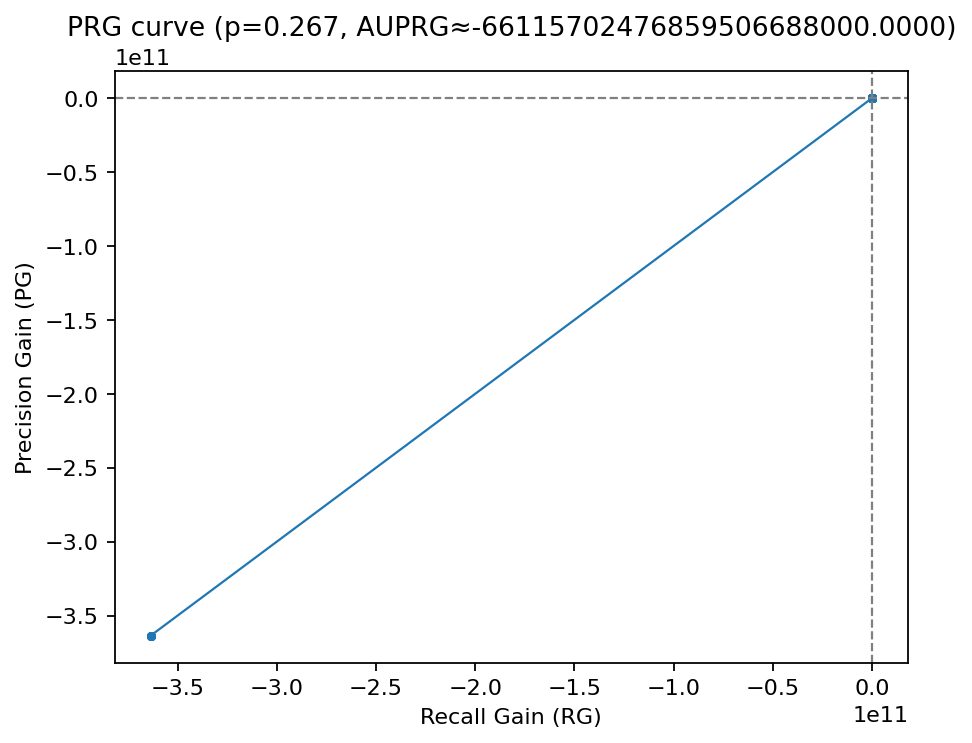 PRG curve (p=0.267, AUPRG≈-66115702476859506688000.0000)
1e11
0.0
−0.5
−1.0
−1.5
−2.0
−2.5
−3.0
−3.5
Precision Gain (PG)
−3.5 −3.0 −2.5 −2.0 −1.5 −1.0 −0.5 0.0
Recall Gain (RG)
1e11